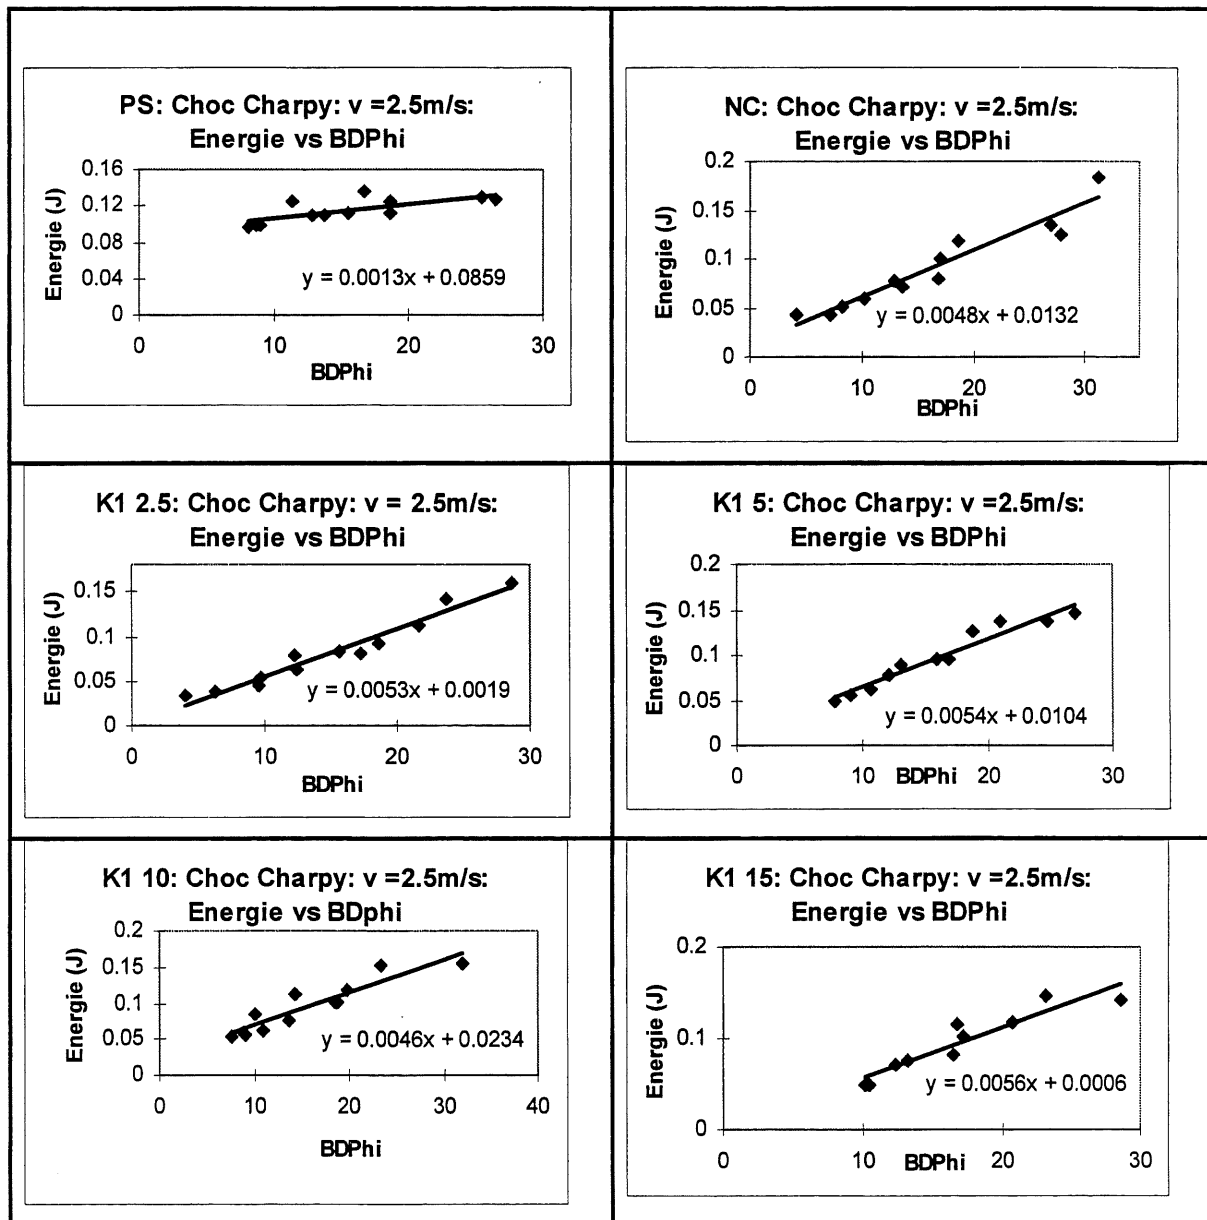 PS: Choc Charpy: v =2.5m/s:
Energie vs BDPhi
Energie (J)
0.16
0.12
0.08
0.04
0
y = 0.0013x + 0.0859
0 10 20 30
BDPhi
NC: Choc Charpy: v =2.5m/s:
Energie vs BDPhi
Energie (J)
0.2
0.15
0.1
0.05
0
y = 0.0048x + 0.0132
0 10 20 30
BDPhi
K1 2.5: Choc Charpy: v = 2.5m/s:
Energie vs BDPhi
Energie (J)
0.15
0.1
0.05
0
y = 0.0053x + 0.0019
0 10 20 30
BDPhi
K1 5: Choc Charpy: v =2.5m/s:
Energie vs BDPhi
Energie (J)
0.2
0.15
0.1
0.05
0
y = 0.0054x + 0.0104
0 10 20 30
BDPhi
K1 10: Choc Charpy: v =2.5m/s:
Energie vs BDphi
Energie (J)
0.2
0.15
0.1
0.05
0
y = 0.0046x + 0.0234
0 10 20 30 40
BDPhi
K1 15: Choc Charpy: v =2.5m/s:
Energie vs BDPhi
Energie (J)
0.2
0.1
0
y = 0.0056x + 0.0006
0 10 20 30
BDPhi